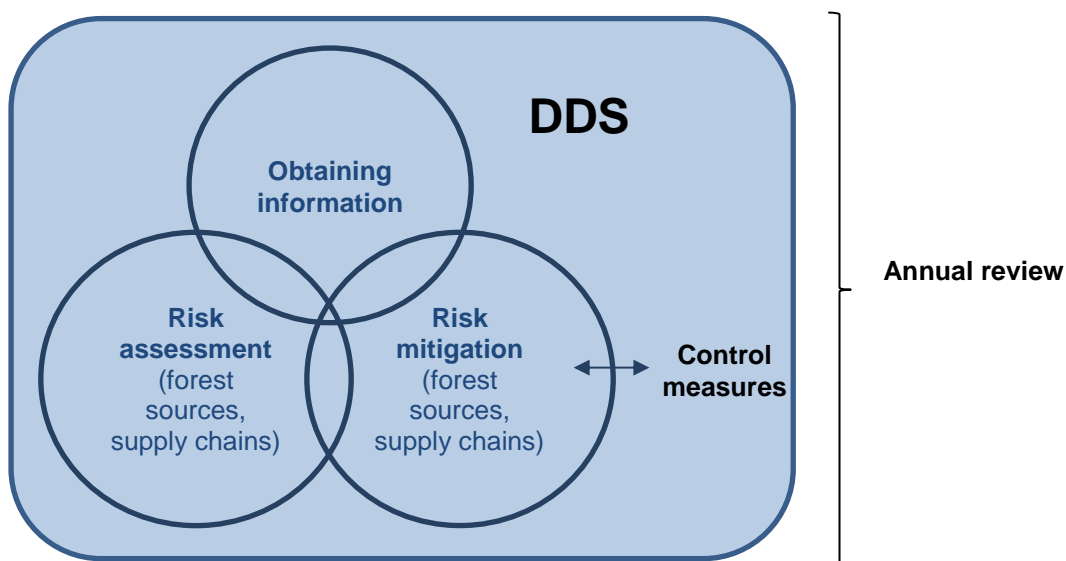 DDS
Obtaining
information
Risk
assessment
(forest
sources,
supply chains)
Risk
mitigation
(forest
sources,
supply chains)
Control
measures
Annual review